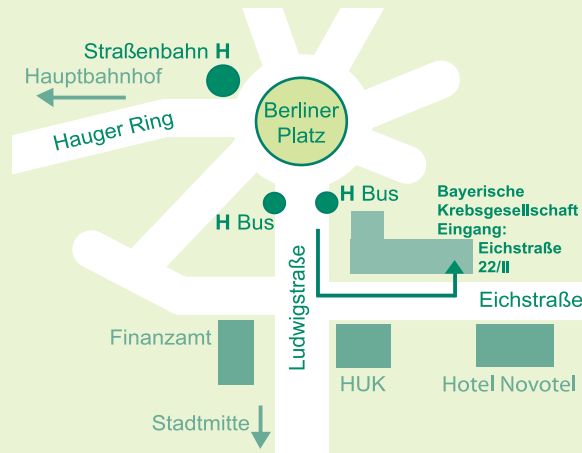 Straßenbahn H
Hauptbahnhof
Hauger Ring
Berliner
Platz
H Bus
H Bus
Bayerische
Krebsgesellschaft
Eingang:
Eichstraße
22/II
Ludwigstraße
Eichstraße
Finanzamt
HUK
Hotel Novotel
Stadtmitte